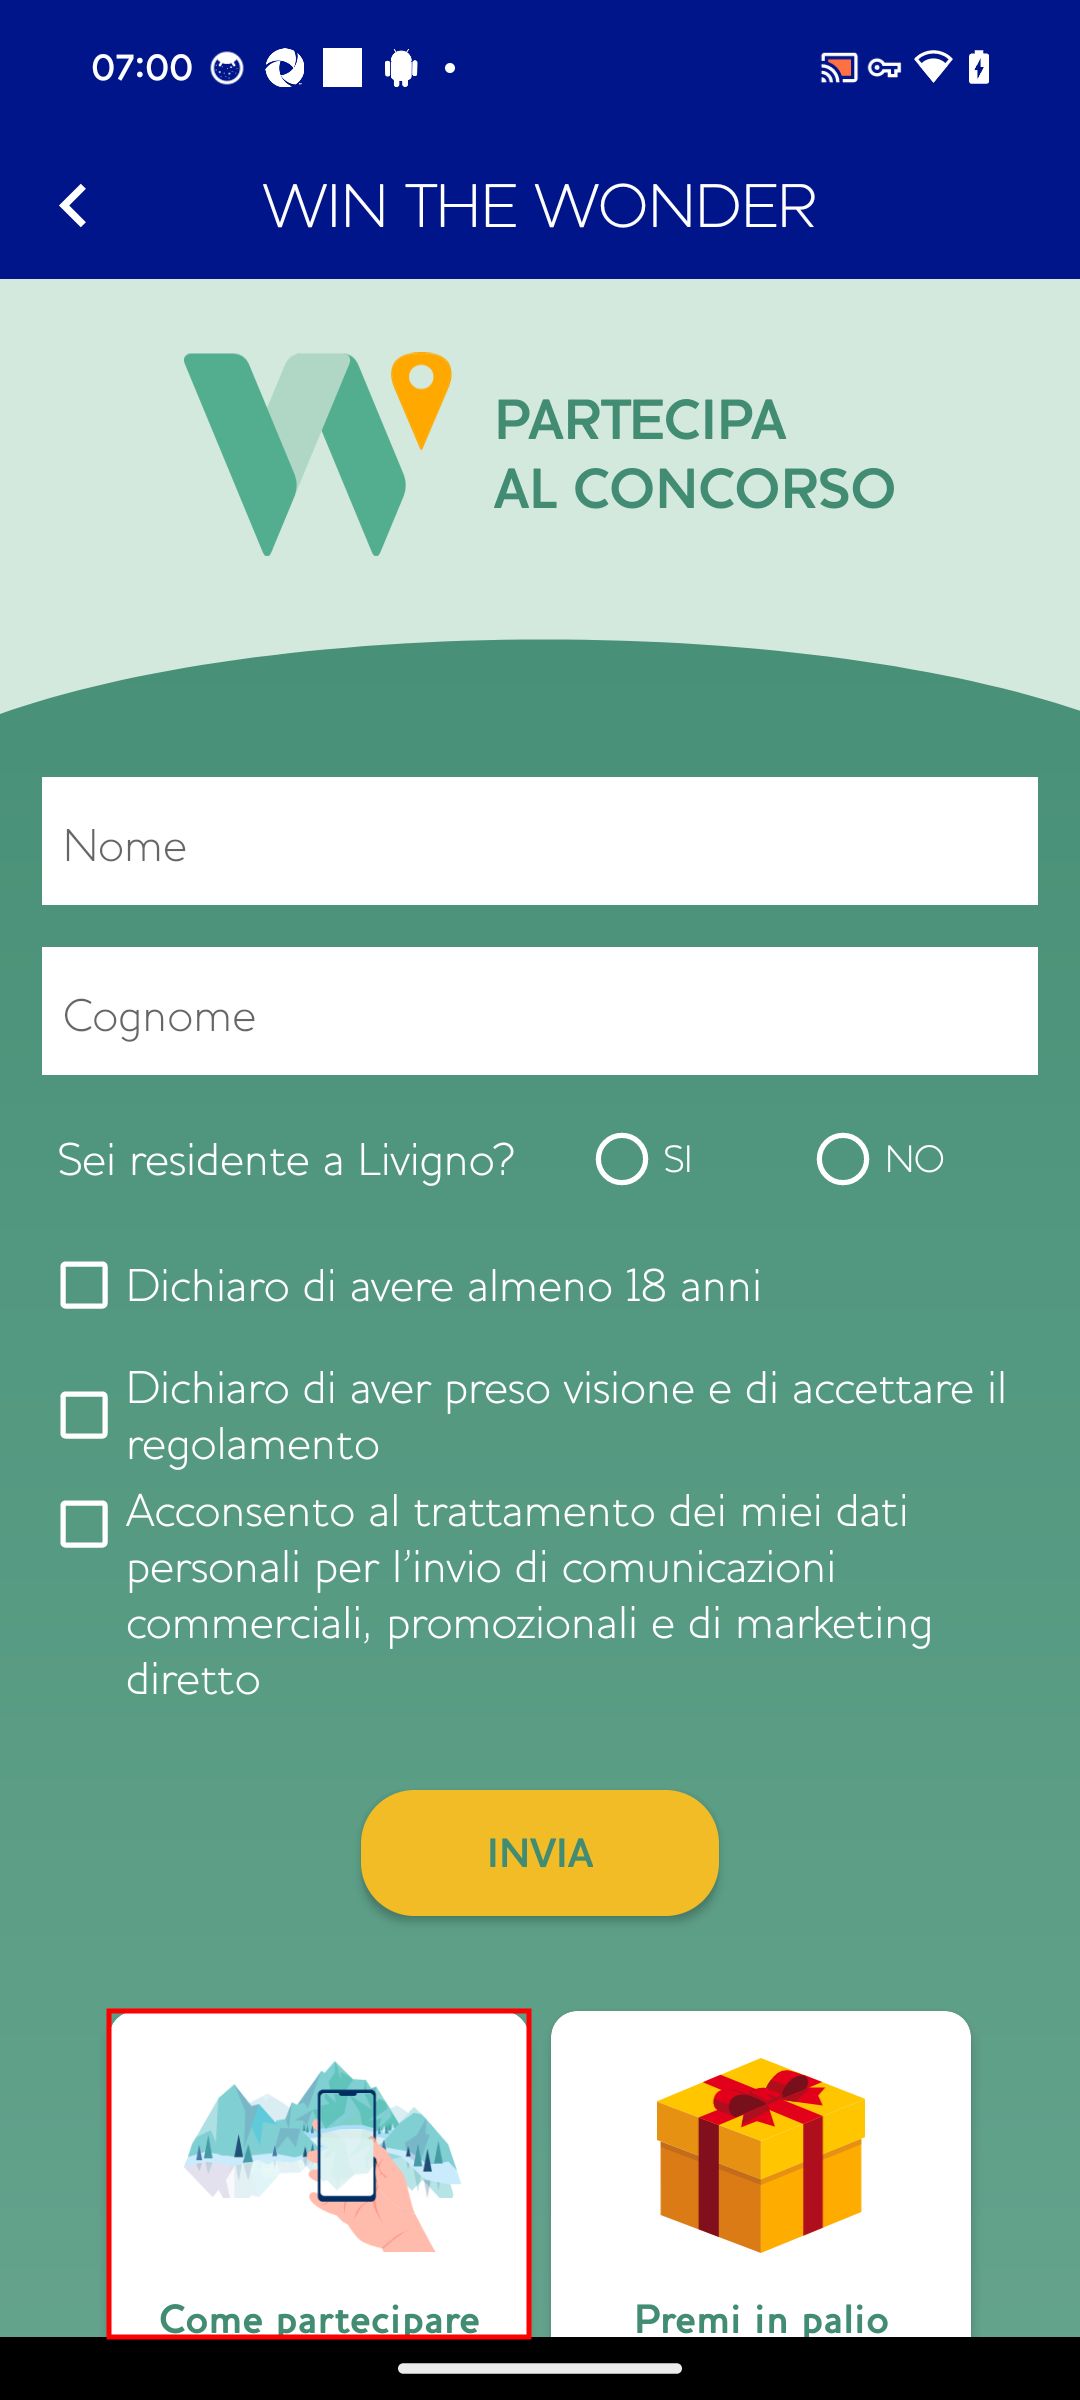 07:00
WIN THE WONDER
PARTECIPA
AL CONCORSO
Nome
Cognome
Sei residente a Livigno? SI NO
Dichiaro di avere almeno 18 anni
Dichiaro di aver preso visione e di accettare il
regolamento
Acconsento al trattamento dei miei dati
personali per l'invio di comunicazioni
commerciali, promozionali e di marketing
diretto
INVIA
Come partecipare Premi in palio